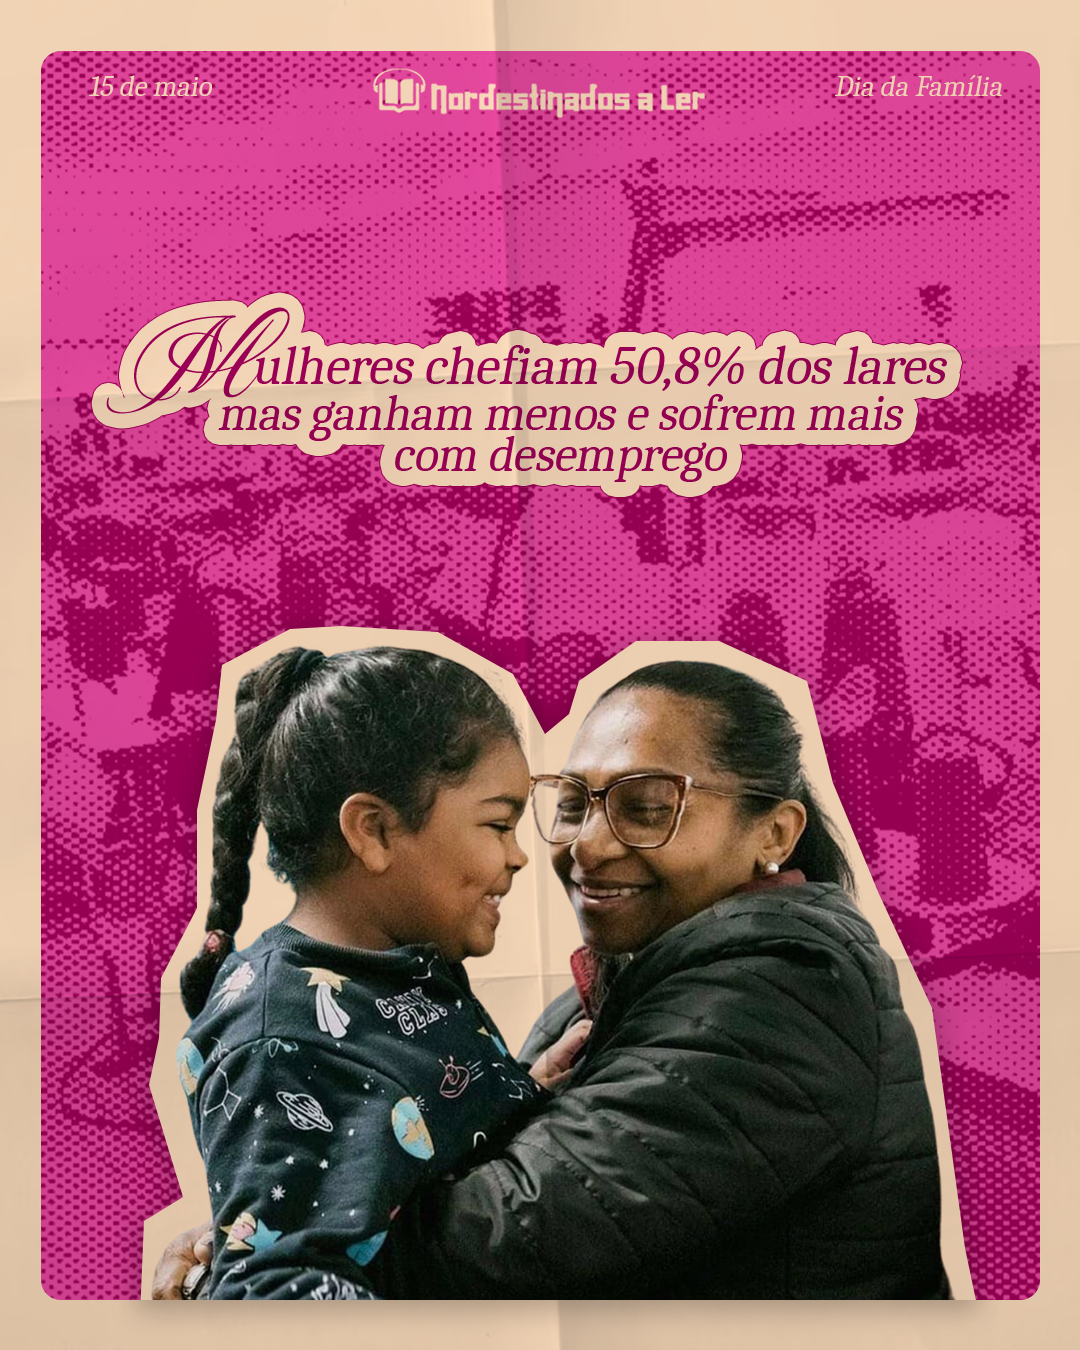 15 de maio
Nordestinados a Ler
Dia da Família
Mulheres chefiam 50,8% dos lares
mas ganham menos e sofrem mais
com desemprego